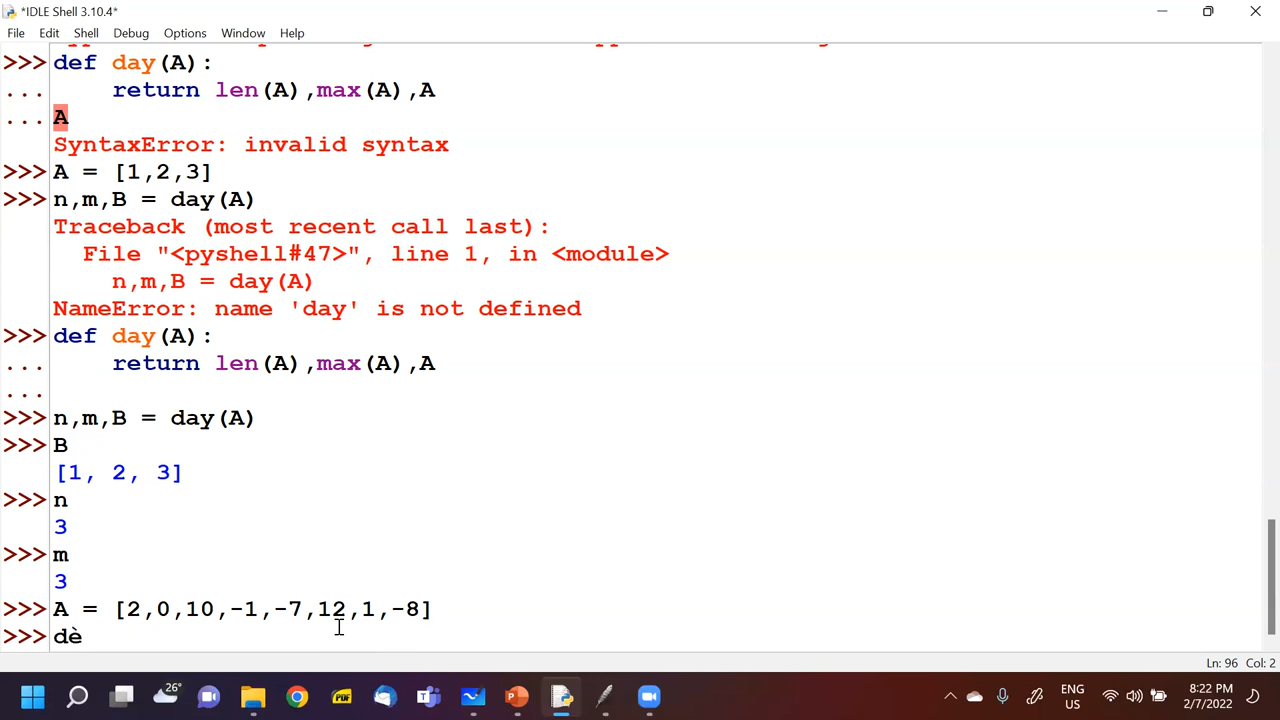 *IDLE Shell 3.10.4*
File Edit Shell Debug Options Window Help
>>> def day(A):
... return len(A),max(A),A
... A
SyntaxError: invalid syntax
>>> A = [1,2,3]
>>> n,m,B = day(A)
Traceback (most recent call last):
File "<pyshell#47>", line 1, in <module>
n,m,B = day(A)
NameError: name 'day' is not defined
>>> def day(A):
... return len(A),max(A),A
...
>>> n,m,B = day(A)
>>> B
[1, 2, 3]
>>> n
3
>>> m
3
>>> A = [2,0,10,-1,-7,12,1,-8]
>>> dè
Ln: 96 Col: 2
26°
PDF
ENG
US
8:22 PM
2/7/2022